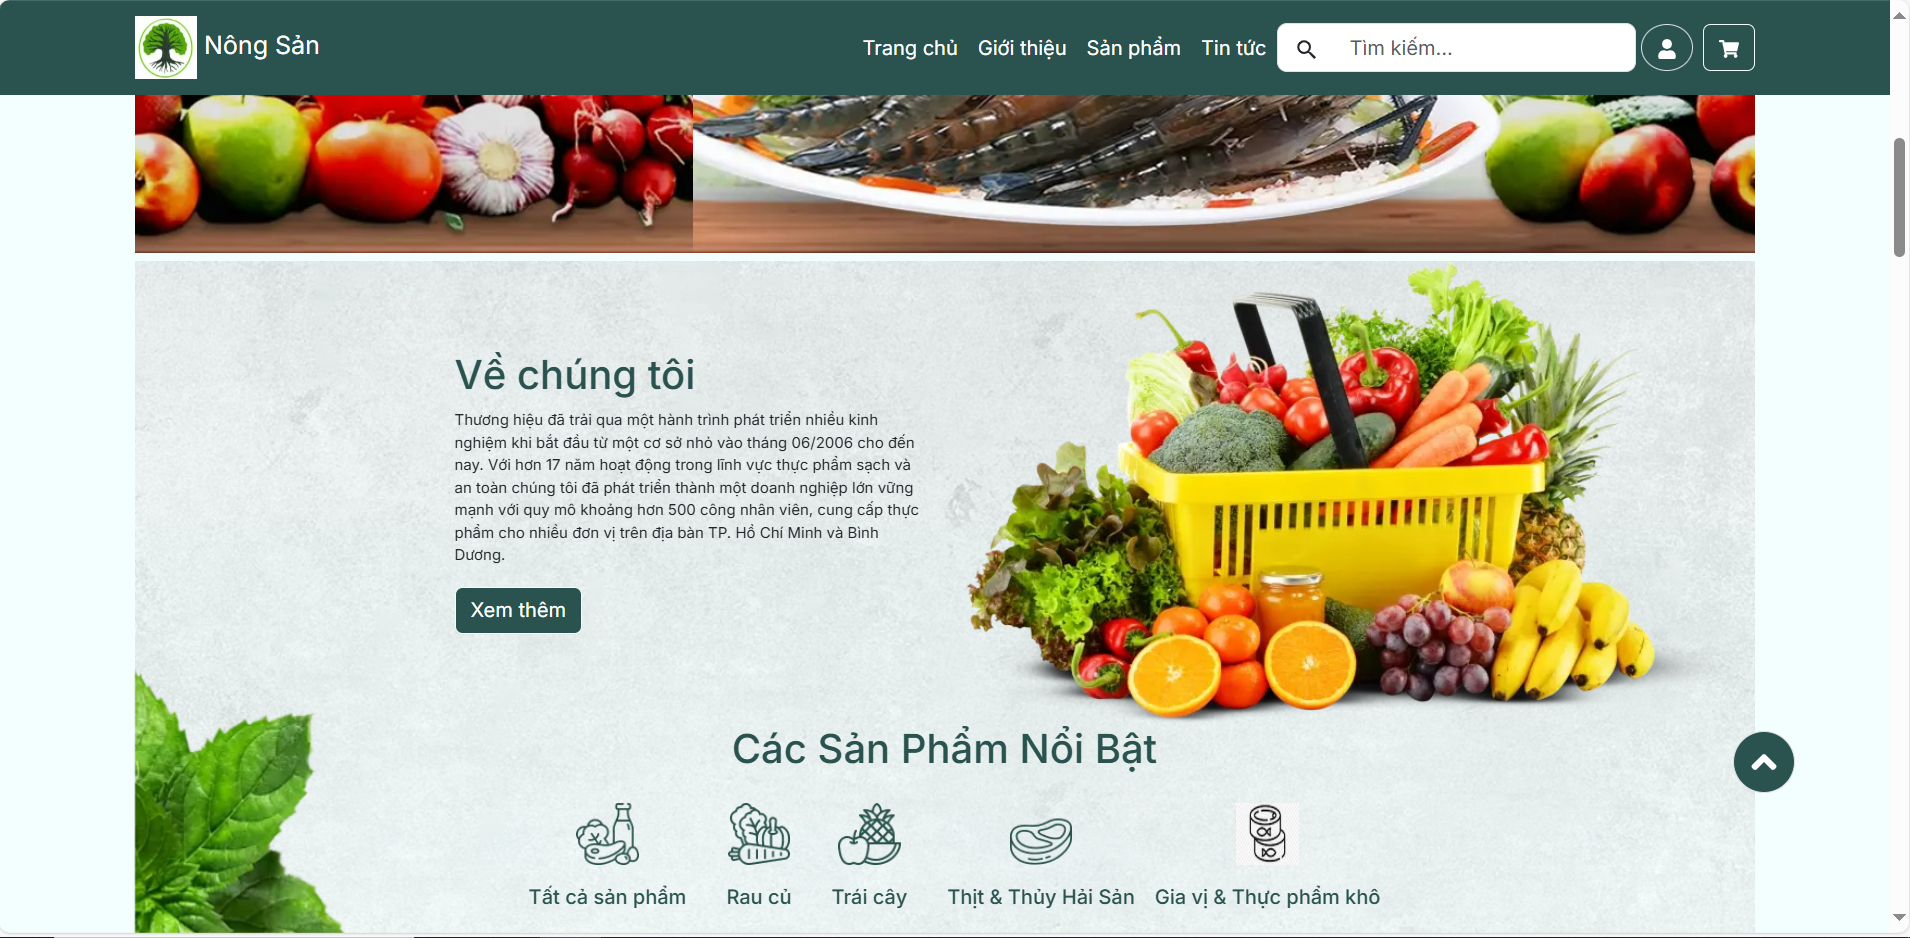 Nông Sản
Trang chủ
Giới thiệu
Sản phẩm
Tin tức
Tìm kiếm...
Về chúng tôi
Thương hiệu đã trải qua một hành trình phát triển nhiều kinh
nghiệm khi bắt đầu từ một cơ sở nhỏ vào tháng 06/2006 cho đến
nay. Với hơn 17 năm hoạt động trong lĩnh vực thực phẩm sạch và
an toàn chúng tôi đã phát triển thành một doanh nghiệp lớn vững
mạnh với quy mô khoảng hơn 500 công nhân viên, cung cấp thực
phẩm cho nhiều đơn vị trên địa bàn TP. Hồ Chí Minh và Bình
Dương.
Xem thêm
Các Sản Phẩm Nổi Bật
Tất cả sản phẩm
Rau củ
Trái cây
Thịt & Thủy Hải Sản
Gia vị & Thực phẩm khô